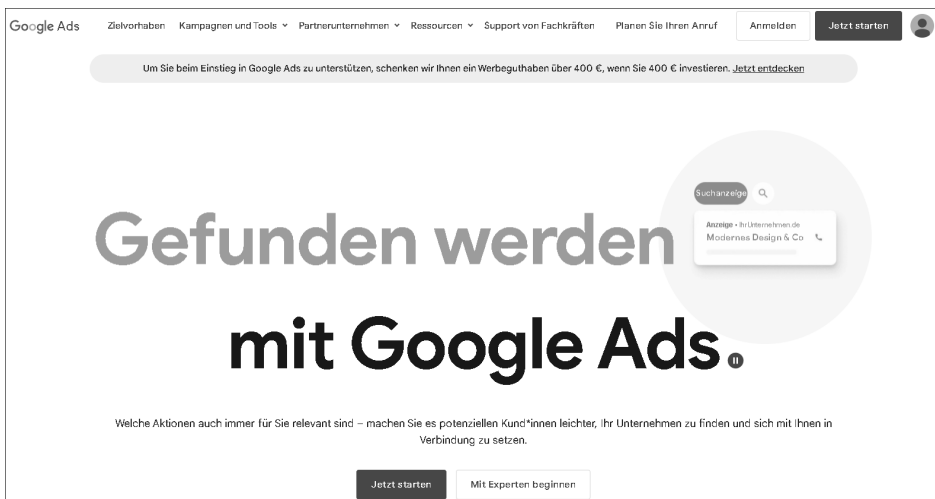 Google Ads Zielvorhaben Kampagnen und Tools Partnerunternehmen Ressourcen Support von Fachkräften Planen Sie Ihren Anruf Anmelden Jetzt starten
Um Sie beim Einstieg in Google Ads zu unterstützen, schenken wir Ihnen ein Werbeguthaben über 400 €, wenn Sie 400 € investieren. Jetzt entdecken
Suchanzeige
Anzeige • IhrUnternehmen.de
Modernes Design & Co
Gefunden werden
mit Google Ads.
Welche Aktionen auch immer für Sie relevant sind – machen Sie es potenziellen Kund*innen leichter, Ihr Unternehmen zu finden und sich mit Ihnen in
Verbindung zu setzen.
Jetzt starten Mit Experten beginnen